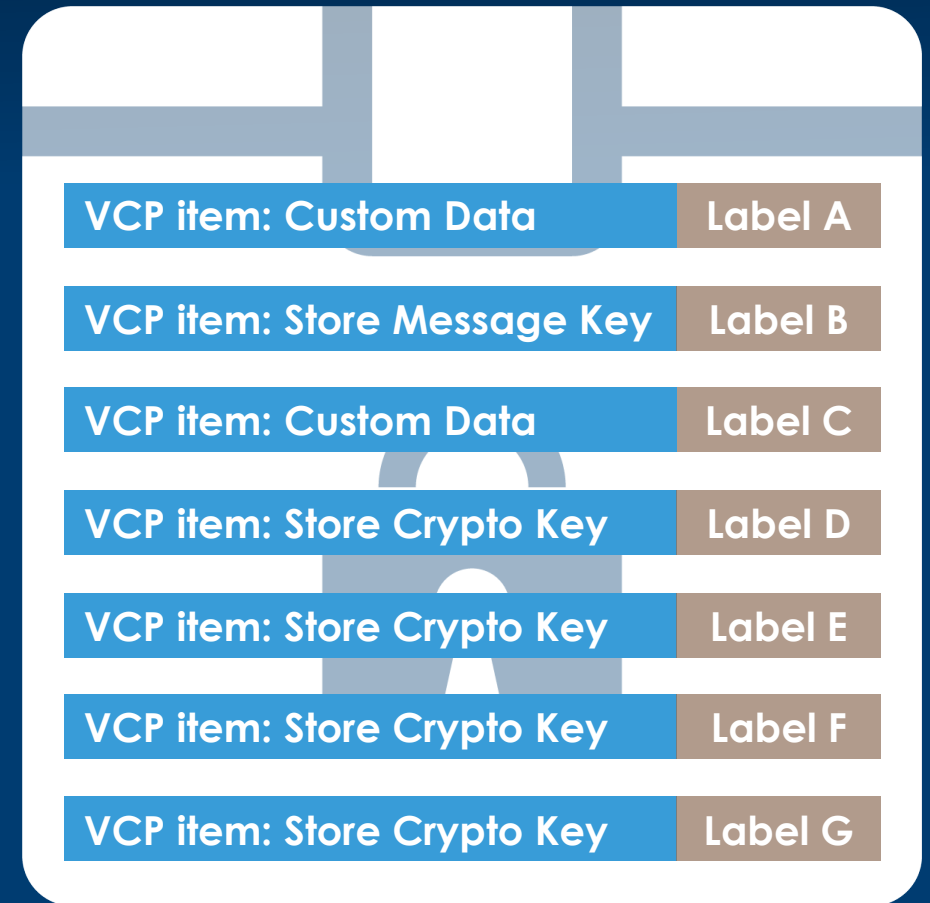 VCP item: Custom Data Label A
VCP item: Store Message Key Label B
VCP item: Custom Data Label C
VCP item: Store Crypto Key Label D
VCP item: Store Crypto Key Label E
VCP item: Store Crypto Key Label F
VCP item: Store Crypto Key Label G